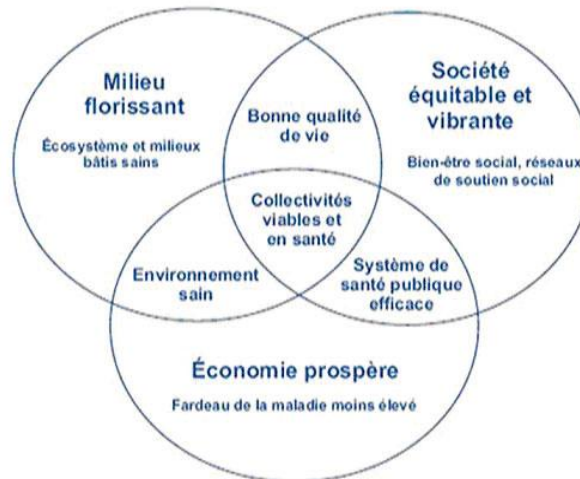 Milieu
florissant
Écosystème et milieux
bâtis sains
Bonne qualité
de vie
Société
équitable et
vibrante
Bien-être social, réseaux
de soutien social
Collectivités
viables et
en santé
Environnement
sain
Système de
santé publique
efficace
Économie prospère
Fardeau de la maladie moins élevé